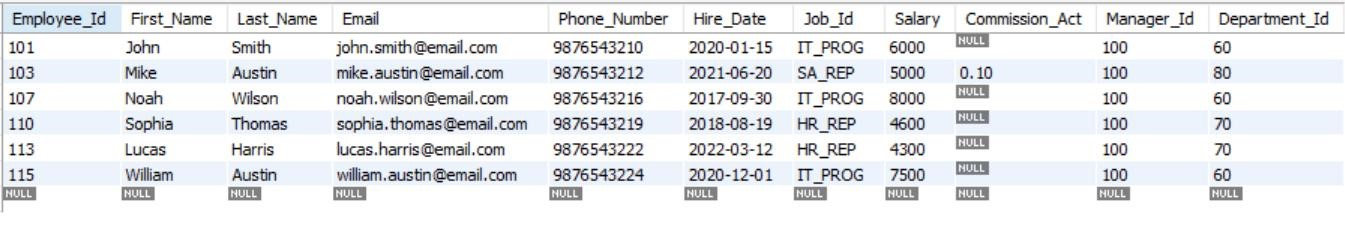 Employee_Id First_Name Last_Name Email Phone_Number Hire_Date Job_Id Salary Commission_Act Manager_Id Department_Id
101 John Smith john.smith@email.com 9876543210 2020-01-15 IT_PROG 6000 NULL 100 60
103 Mike Austin mike.austin@email.com 9876543212 2021-06-20 SA_REP 5000 0.10 100 80
107 Noah Wilson noah.wilson@email.com 9876543216 2017-09-30 IT_PROG 8000 NULL 100 60
110 Sophia Thomas sophia.thomas@email.com 9876543219 2018-08-19 HR_REP 4600 NULL 100 70
113 Lucas Harris lucas.harris@email.com 9876543222 2022-03-12 HR_REP 4300 NULL 100 70
115 William Austin william.austin@email.com 9876543224 2020-12-01 IT_PROG 7500 NULL 100 60
NULL NULL NULL NULL NULL NULL NULL NULL NULL NULL NULL